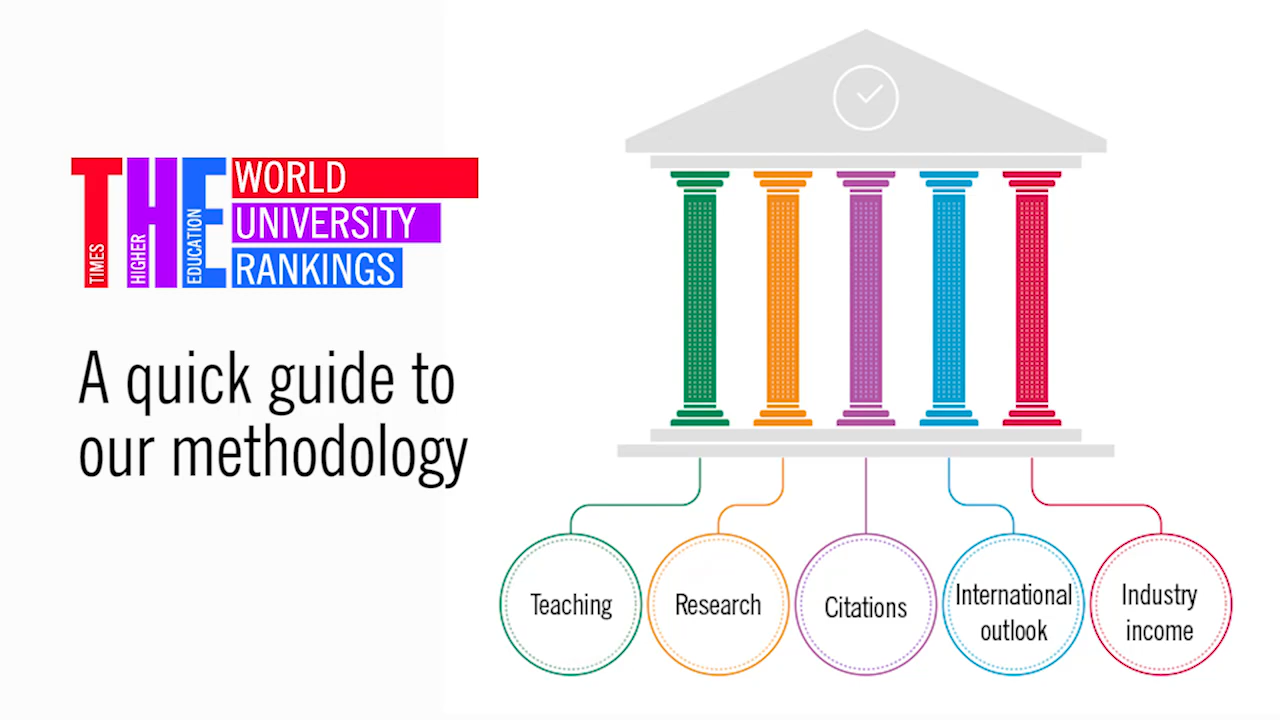 THE
TIMES
HIGHER
EDUCATION
WORLD
UNIVERSITY
RANKINGS
A quick guide to
our methodology
Teaching
Research
Citations
International
outlook
Industry
income